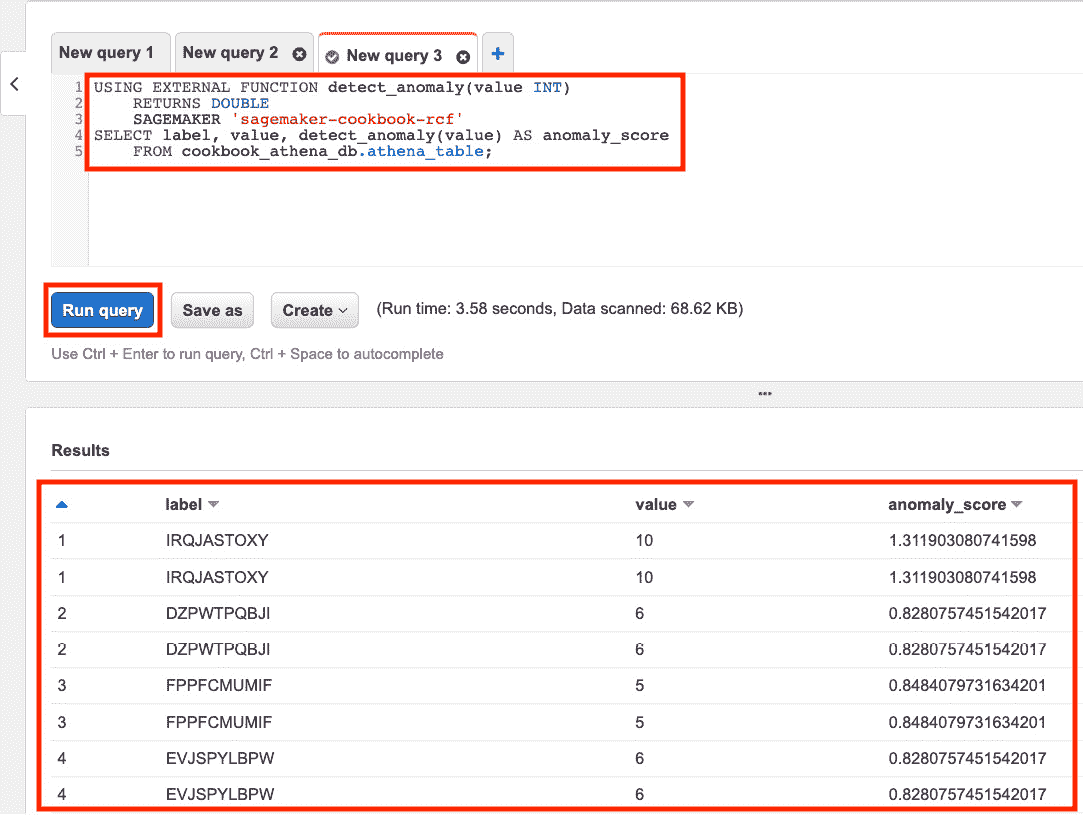 New query 1 New query 2 New query 3 +
1 USING EXTERNAL FUNCTION detect_anomaly(value INT)
2 RETURNS DOUBLE
3 SAGEMAKER 'sagemaker-cookbook-rcf'
4 SELECT label, value, detect_anomaly(value) AS anomaly_score
5 FROM cookbook_athena_db.athena_table;
Run query Save as Create (Run time: 3.58 seconds, Data scanned: 68.62 KB)
Use Ctrl + Enter to run query, Ctrl + Space to autocomplete
Results
label value anomaly_score
1 IRQJASTOXY 10 1.311903080741598
1 IRQJASTOXY 10 1.311903080741598
2 DZPWTPQBJI 6 0.8280757451542017
2 DZPWTPQBJI 6 0.8280757451542017
3 FPPFCMUMIF 5 0.8484079731634201
3 FPPFCMUMIF 5 0.8484079731634201
4 EVJSPYLBPW 6 0.8280757451542017
4 EVJSPYLBPW 6 0.8280757451542017